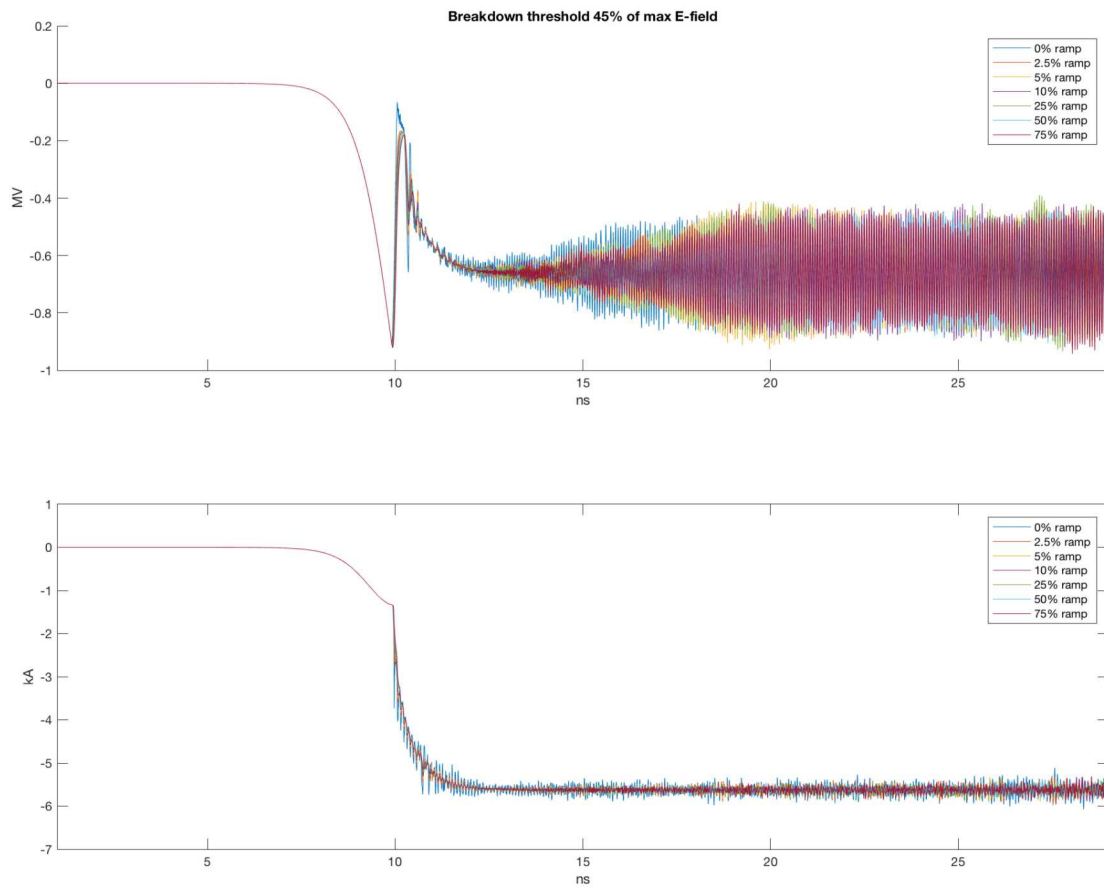 Breakdown threshold 45% of max E-field
0.2
0
-0.2
-0.4
-0.6
-0.8
-1
MV
5
10
15
20
25
ns
0% ramp
2.5% ramp
5% ramp
10% ramp
25% ramp
50% ramp
75% ramp
1
0
-1
-2
-3
-4
-5
-6
-7
kA
5
10
15
20
25
ns
0% ramp
2.5% ramp
5% ramp
10% ramp
25% ramp
50% ramp
75% ramp